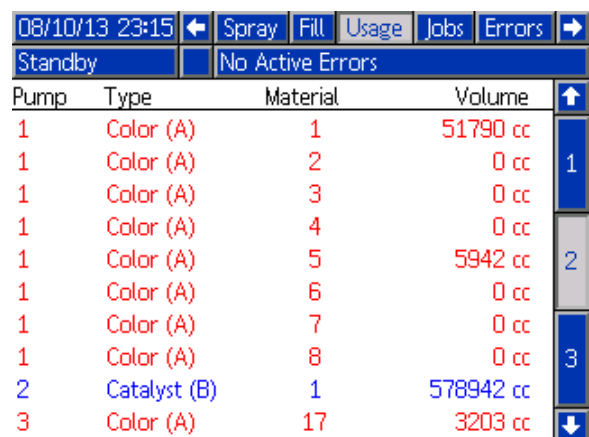 08/10/13 23:15 Spray Fill Usage Jobs Errors
Standby No Active Errors
Pump Type Material Volume
1 Color (A) 1 51790 cc
1 Color (A) 2 0 cc
1 Color (A) 3 0 cc
1 Color (A) 4 0 cc
1 Color (A) 5 5942 cc
1 Color (A) 6 0 cc
1 Color (A) 7 0 cc
1 Color (A) 8 0 cc
2 Catalyst (B) 1 578942 cc
3 Color (A) 17 3203 cc
1
2
3